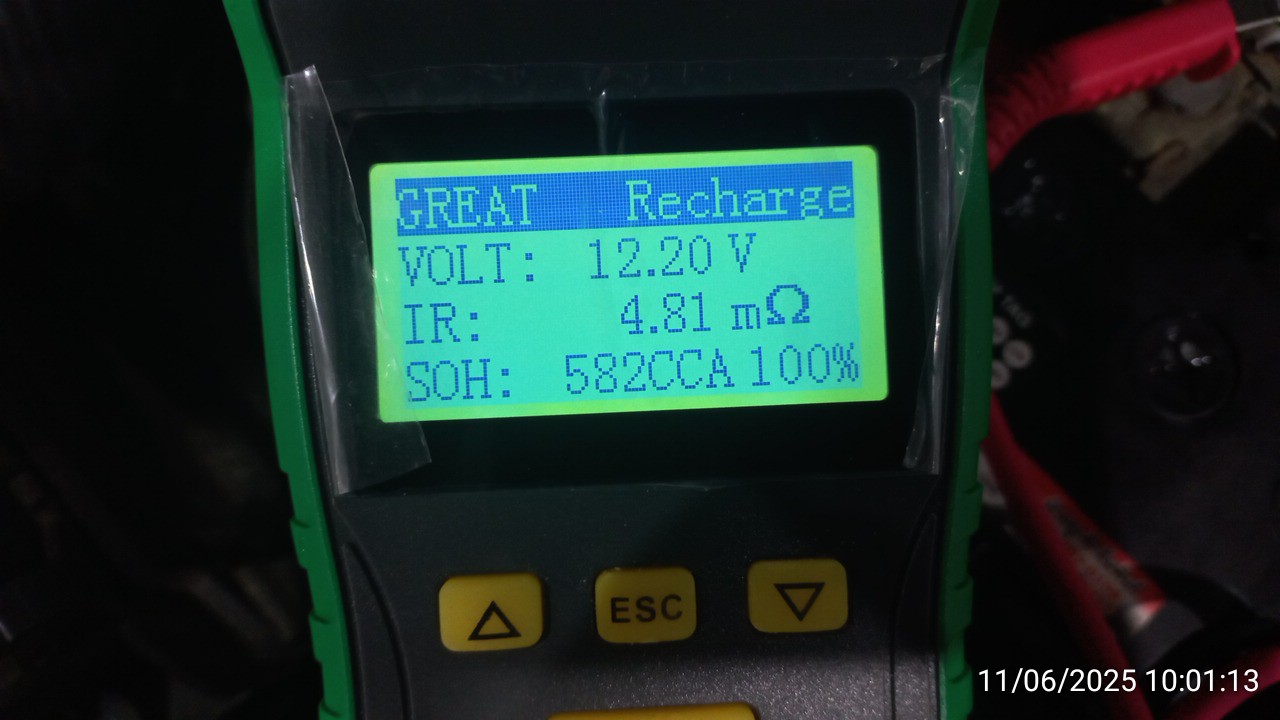 GREAT Recharge
VOLT: 12.20 V
IR: 4.81 mΩ
SOH: 582CCA 100%
ESC
11/06/2025 10:01:13